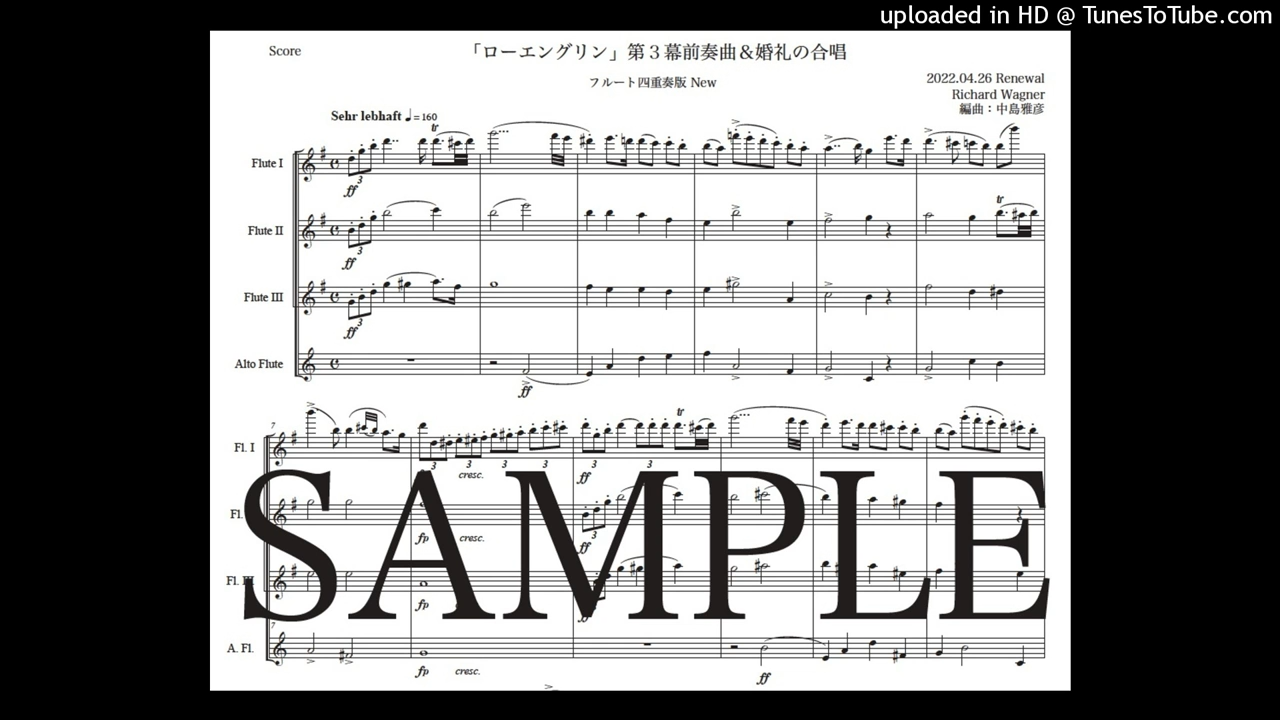 uploaded in HD @ TunesToTube.com
Score
「ローエングリン」第３幕前奏曲＆婚礼の合唱
フルート四重奏版 New
2022.04.26 Renewal
Richard Wagner
編曲：中島雅彦
Sehr lebhaft ♩=160
tr
Flute I
3
ff
Flute II
tr
3
ff
Flute III
3
ff
Alto Flute
ff
7
tr
Fl. I
3 3 3 3 3 3
cresc.
ff
Fl.
3
fp cresc. ff
Fl. III
fp
7
A. Fl.
fp cresc. ff
SAMPLE